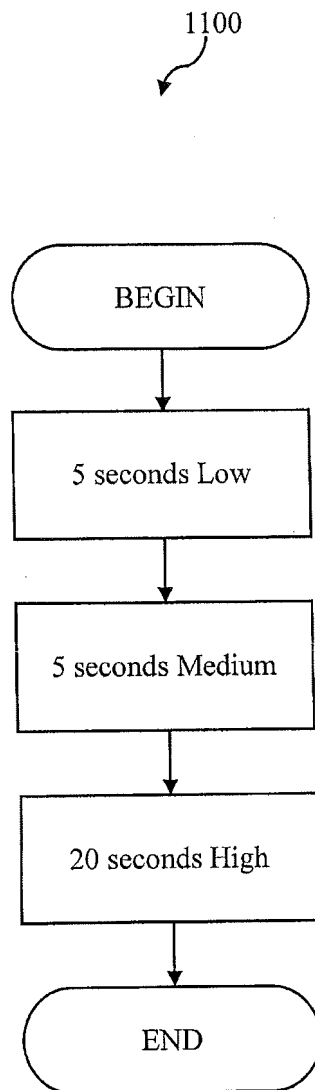 1100
BEGIN
5 seconds Low
5 seconds Medium
20 seconds High
END